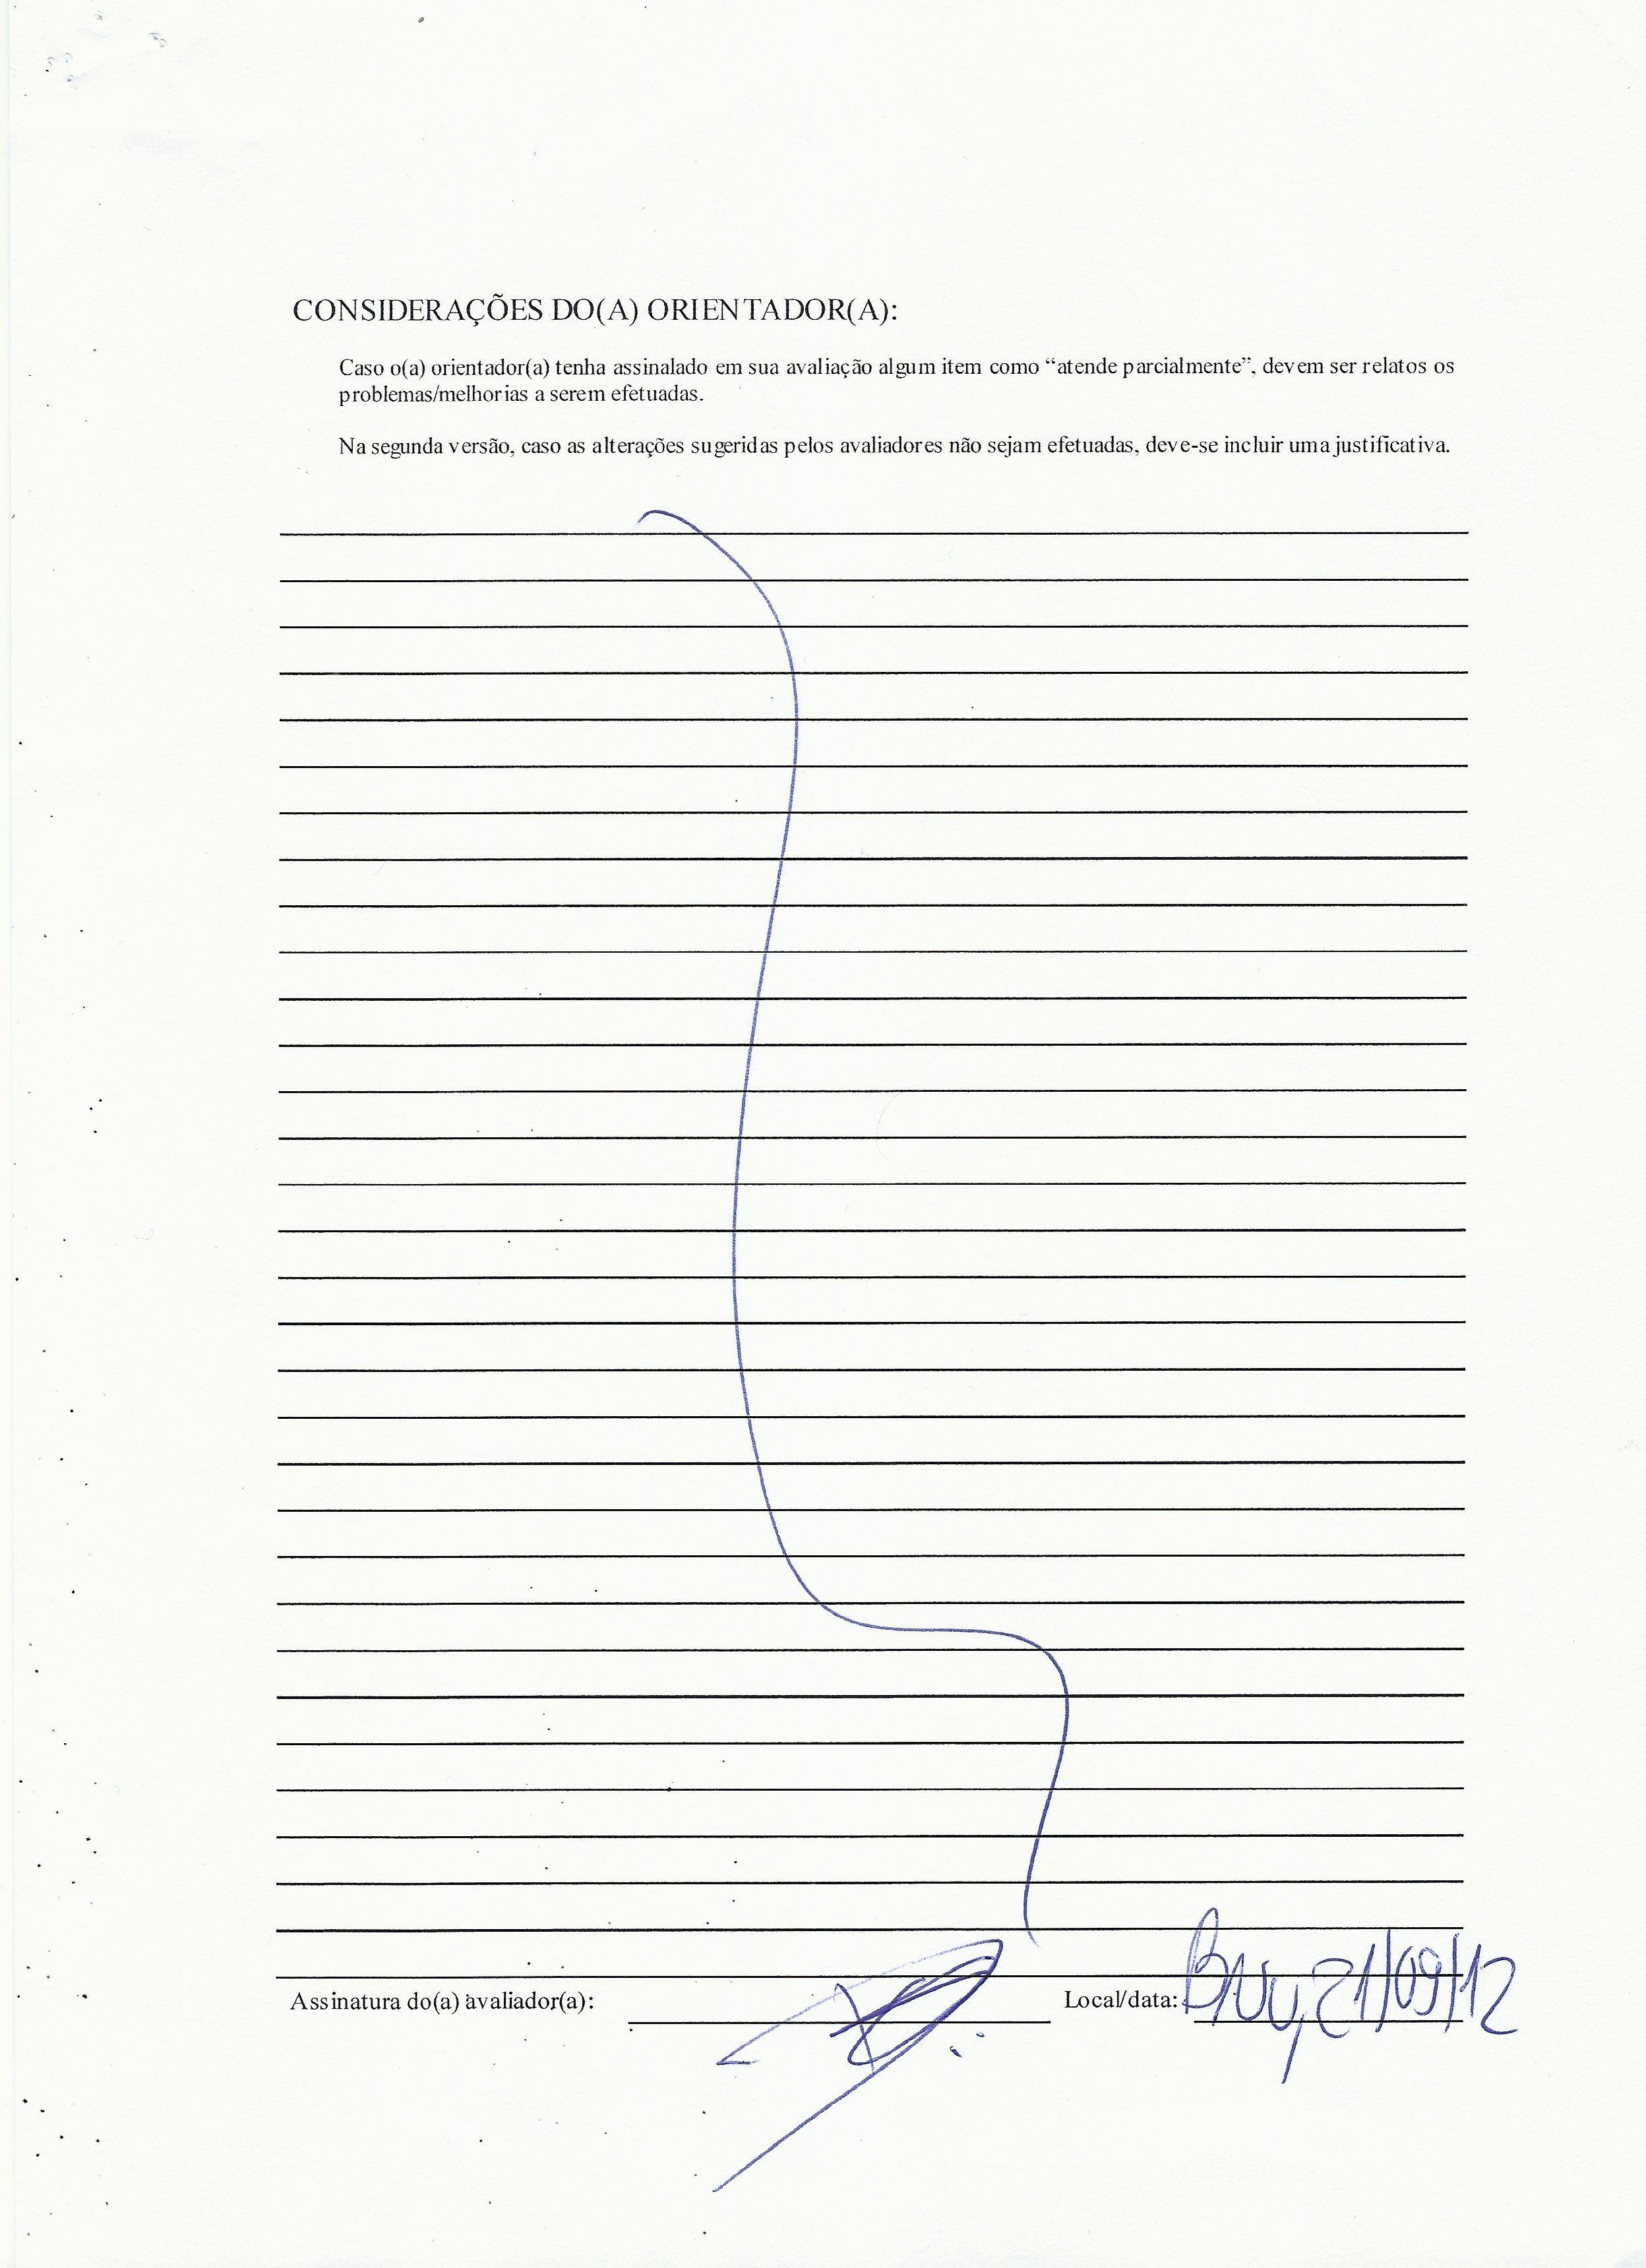 CONSIDERAÇÕES DO(A) ORIENTADOR(A):
Caso o(a) orientador(a) tenha assinalado em sua avaliação algum item como “atende parcialmente”, devem ser relatos os
problemas/melhorias a serem efetuadas.
Na segunda versão, caso as alterações sugeridas pelos avaliadores não sejam efetuadas, deve-se incluir uma justificativa.
Assinatura do(a) avaliador(a): Local/data: 21/09/12